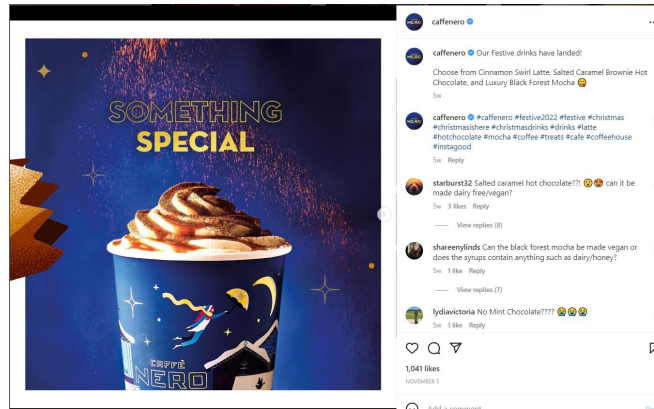 SOMETHING
SPECIAL
CAFFÈ
NERO
caffenero
caffenero Our Festive drinks have landed!
Choose from Cinnamon Swirl Latte, Salted Caramel Brownie Hot
Chocolate, and Luxury Black Forest Mocha 😋
5w
caffenero #caffenero #festive2022 #festive #christmas
#christmasishere #christmasdrinks #drinks #latte
#hotchocolate #mocha #coffee #treats #cafe #coffeehouse
#instagood
5w Reply
starburst32 Salted caramel hot chocolate??! 😲😍 can it be
made dairy free/vegan?
5w 3 likes Reply
View replies (8)
shareenylinds Can the black forest mocha be made vegan or
does the syrups contain anything such as dairy/honey?
5w 1 like Reply
View replies (7)
lydiavictoria No Mint Chocolate???? 😭😭😭
5w 1 like Reply
1,041 likes
NOVEMBER 3
Add a comment...